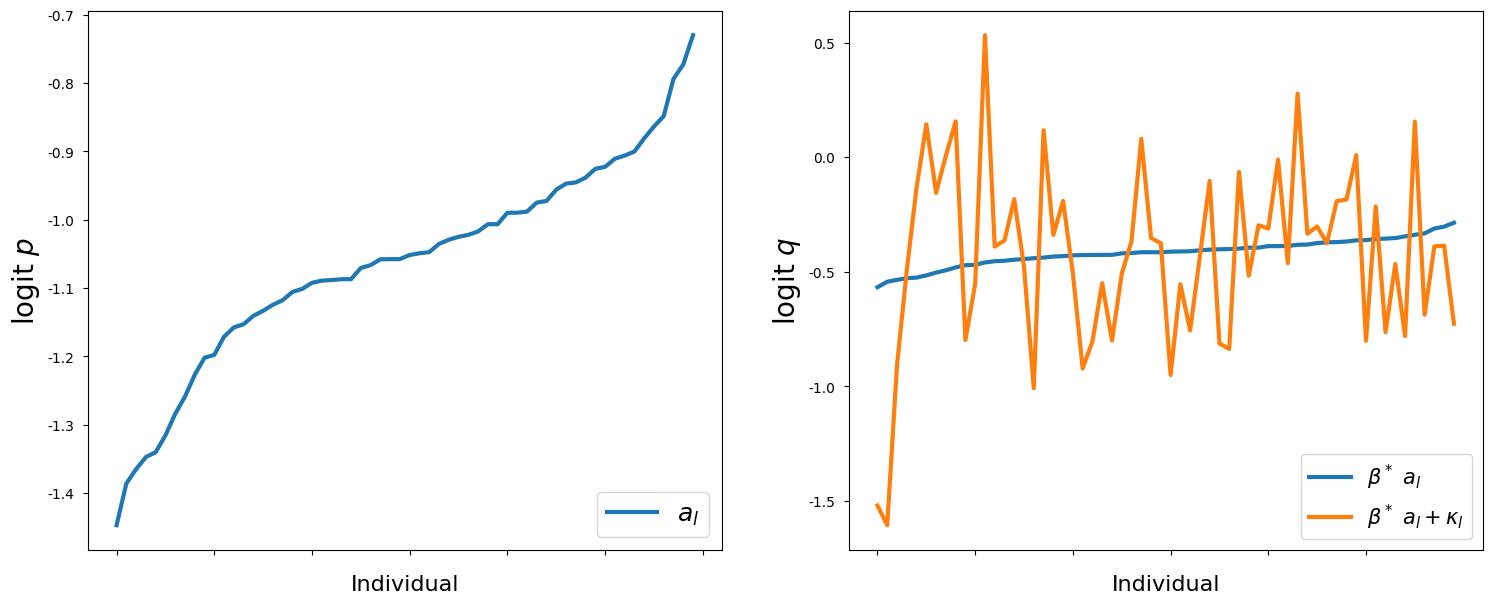 -0.7
-0.8
-0.9
-1.0
-1.1
-1.2
-1.3
-1.4
logit p
a_l
Individual
0.5
0.0
-0.5
-1.0
-1.5
logit q
β* a_l
β* a_l + κ_l
Individual